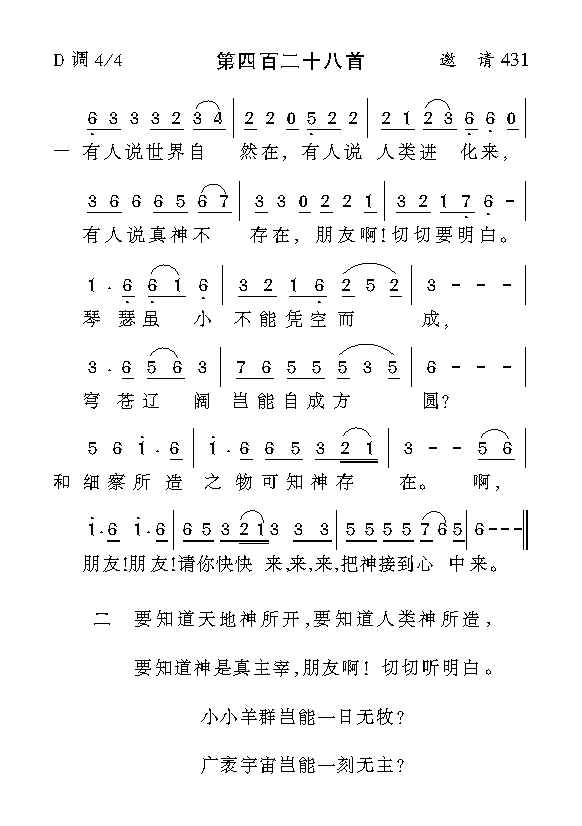 D 调 4/4 第四百二十八首 邀 请 431
6 3 3 3 2 3 4 | 2 2 0 5 2 2 | 2 1 2 3 6 6 0 |
一 有人说世界自 然在, 有人说 人类进 化来,
3 6 6 6 5 6 7 | 3 3 0 2 2 1 | 3 2 1 7 6 - |
有人说真神不 存在, 朋友啊! 切切要明白。
1 · 6 6 1 6 | 3 2 1 6 2 5 2 | 3 - - - |
琴 瑟虽 小 不能凭空而 成,
3 · 6 5 6 3 | 7 6 5 5 5 3 5 | 6 - - - |
穹 苍辽 阔 岂能自成方 圆?
5 6 1 · 6 | 1 · 6 6 5 3 2 1 | 3 - - 5 6 |
和 细察所 造 之 物可知神存 在。 啊,
1 · 6 1 · 6 | 6 5 3 2 1 3 3 3 | 5 5 5 5 7 6 5 | 6 - - - ‖
朋友!朋友!请你快快 来,来,来,把神接到心 中来。
二 要知道天地神所开,要知道人类神所造,
要知道神是真主宰,朋友啊! 切切听明白。
小小羊群岂能一日无牧?
广袤宇宙岂能一刻无主?